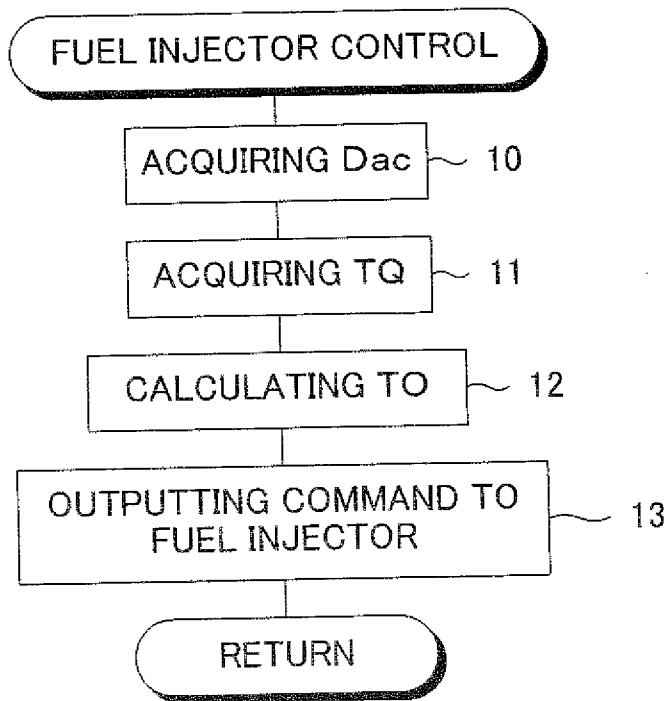 FUEL INJECTOR CONTROL
ACQUIRING Dac 10
ACQUIRING TQ 11
CALCULATING TO 12
OUTPUTTING COMMAND TO
FUEL INJECTOR 13
RETURN